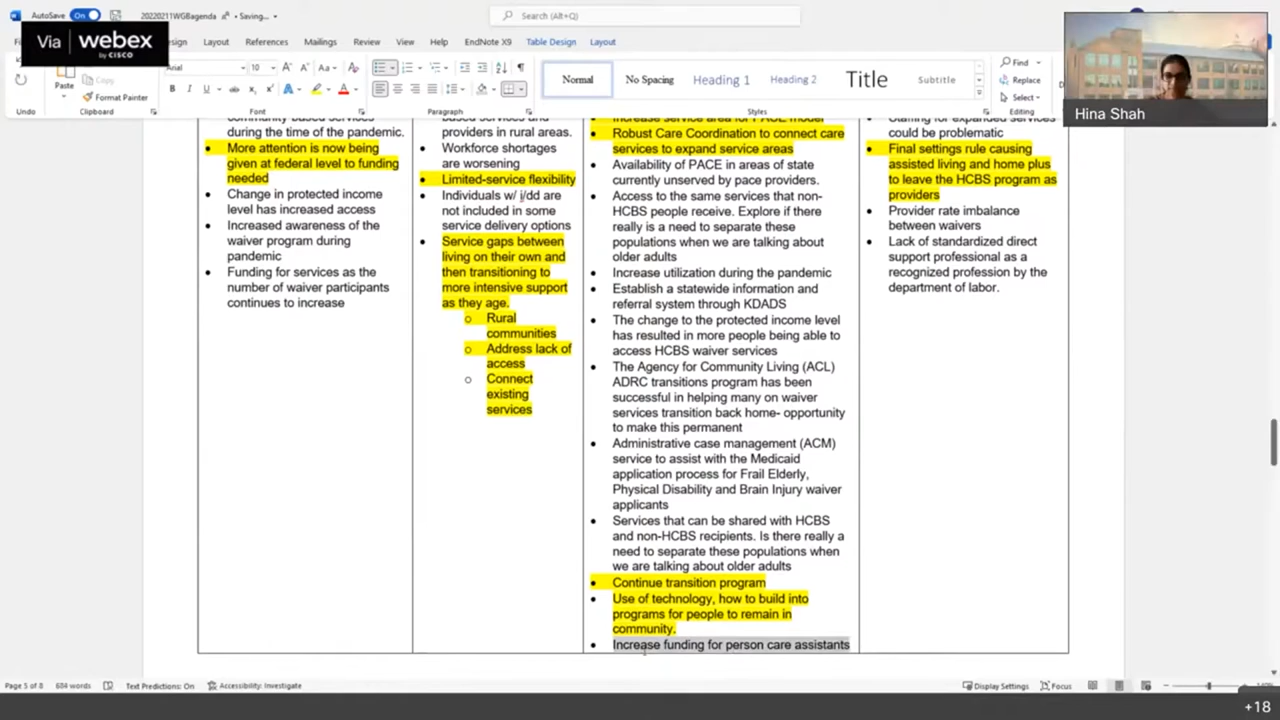 AutoSave On 20220211WGBagenda • Saving...
Search (Alt+Q)
Via webex
by CISCO
Layout References Mailings Review View Help EndNote X9 Table Design Layout
Paste
Copy
Format Painter
Arial 10
Normal No Spacing Heading 1 Heading 2 Title Subtitle
Find
Replace
Select
Undo Clipboard Font Paragraph Styles Editing
Hina Shah
during the time of the pandemic.
• More attention is now being
given at federal level to funding
needed
• Change in protected income
level has increased access
• Increased awareness of the
waiver program during
pandemic
• Funding for services as the
number of waiver participants
continues to increase
providers in rural areas.
• Workforce shortages
are worsening
• Limited-service flexibility
• Individuals w/ i/dd are
not included in some
service delivery options
• Service gaps between
living on their own and
then transitioning to
more intensive support
as they age.
o Rural
communities
o Address lack of
access
o Connect
existing
services
• Robust Care Coordination to connect care
services to expand service areas
• Availability of PACE in areas of state
currently unserved by pace providers.
• Access to the same services that non-
HCBS people receive. Explore if there
really is a need to separate these
populations when we are talking about
older adults
• Increase utilization during the pandemic
• Establish a statewide information and
referral system through KDADS
• The change to the protected income level
has resulted in more people being able to
access HCBS waiver services
• The Agency for Community Living (ACL)
ADRC transitions program has been
successful in helping many on waiver
services transition back home- opportunity
to make this permanent
• Administrative case management (ACM)
service to assist with the Medicaid
application process for Frail Elderly,
Physical Disability and Brain Injury waiver
applicants
• Services that can be shared with HCBS
and non-HCBS recipients. Is there really a
need to separate these populations when
we are talking about older adults
• Continue transition program
• Use of technology, how to build into
programs for people to remain in
community.
• Increase funding for person care assistants
could be problematic
• Final settings rule causing
assisted living and home plus
to leave the HCBS program as
providers
• Provider rate imbalance
between waivers
• Lack of standardized direct
support professional as a
recognized profession by the
department of labor.
Page 5 of 8 684 words Text Predictions: On Accessibility: Investigate Display Settings Focus
+18